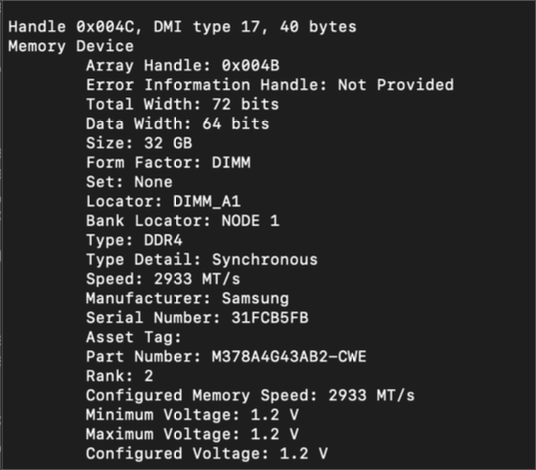 Handle 0x004C, DMI type 17, 40 bytes
Memory Device
Array Handle: 0x004B
Error Information Handle: Not Provided
Total Width: 72 bits
Data Width: 64 bits
Size: 32 GB
Form Factor: DIMM
Set: None
Locator: DIMM_A1
Bank Locator: NODE 1
Type: DDR4
Type Detail: Synchronous
Speed: 2933 MT/s
Manufacturer: Samsung
Serial Number: 31FCB5FB
Asset Tag:
Part Number: M378A4G43AB2-CWE
Rank: 2
Configured Memory Speed: 2933 MT/s
Minimum Voltage: 1.2 V
Maximum Voltage: 1.2 V
Configured Voltage: 1.2 V